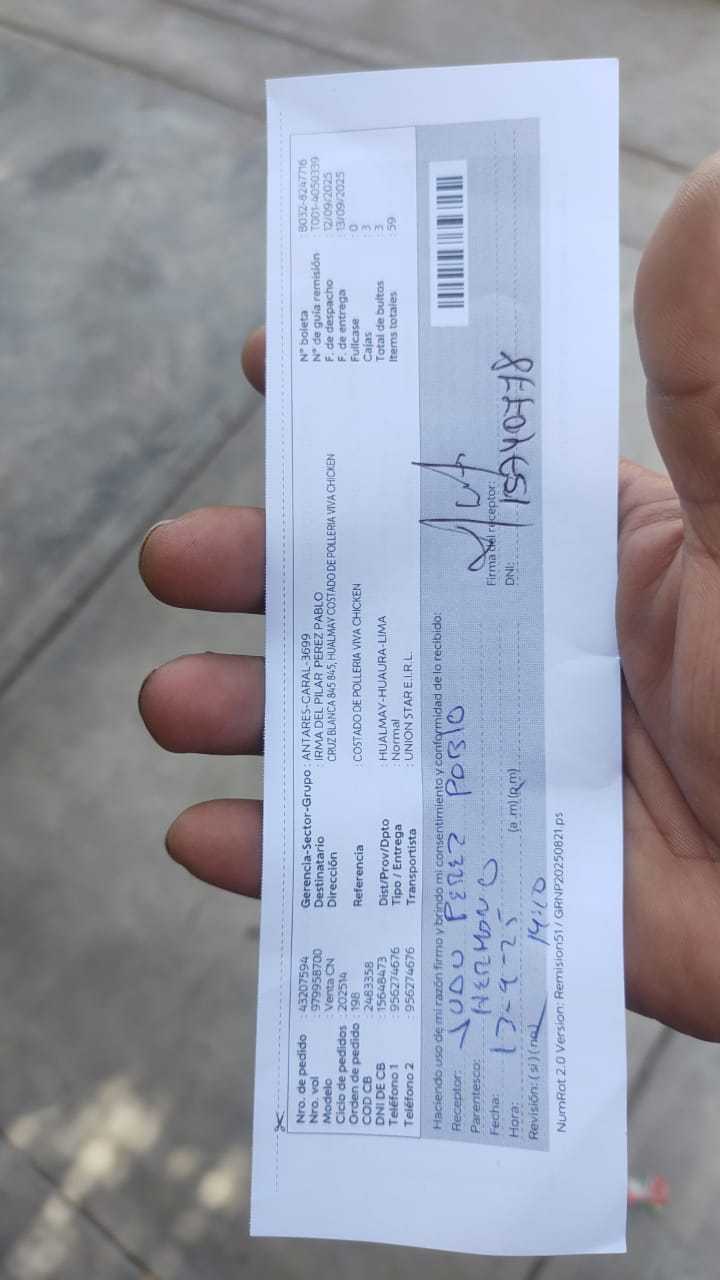 Nro. de pedido : 43207594
Nro. vol : 979958700
Modelo : Venta CN
Ciclo de pedidos : 202514
Orden de pedido : 198
COD CB : 2483358
DNI DE CB : 15648473
Teléfono 1 : 956274676
Teléfono 2 : 956274676
Gerencia-Sector-Grupo : ANTARES-CARAL-3699
Destinatario : IRMA DEL PILAR PEREZ PABLO
Dirección : CRUZ BLANCA 845 845, HUALMAY COSTADO DE POLLERIA VIVA CHICKEN
Referencia : COSTADO DE POLLERIA VIVA CHICKEN
Dist/Prov/Dpto : HUALMAY-HUAURA-LIMA
Tipo / Entrega : Normal
Transportista : UNION STAR E.I.R.L.
N° boleta : B032-8247716
N° de guía remisión : T001-4050339
F. de despacho : 12/09/2025
F. de entrega : 13/09/2025
Fullcase : 0
Cajas : 3
Total de bultos : 3
Items totales : 59
Haciendo uso de mi razón firmo y brindo mi consentimiento y conformidad de lo recibido:
Receptor: PEREZ PABLO
Parentesco: HERMANO
Fecha: 13-9-25
Hora: 14:10 (a.m)(p.m)
Revisión: (si) (no)
Firma del receptor:
DNI:
NumRot 2.0 Version: Remision51 / GRNP20250821.ps